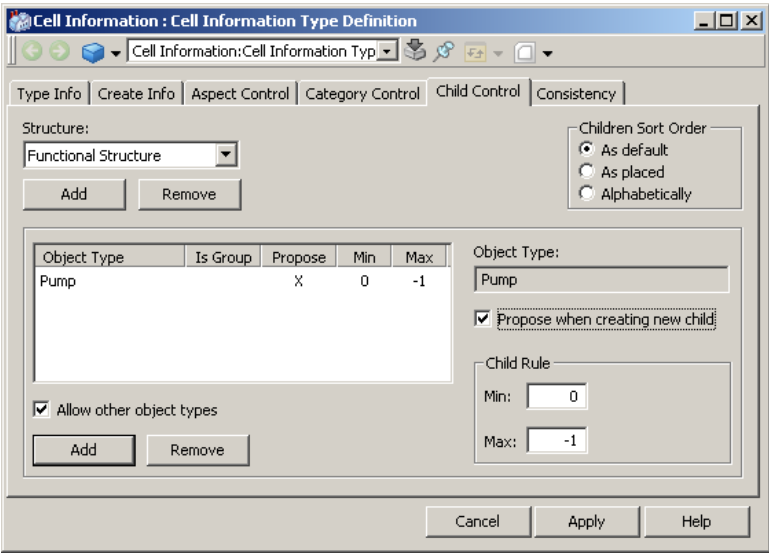 Cell Information : Cell Information Type Definition
Cell Information:Cell Information Typ
Type Info Create Info Aspect Control Category Control Child Control Consistency
Structure:
Functional Structure
Add Remove
Children Sort Order
As default
As placed
Alphabetically
Object Type Is Group Propose Min Max
Pump X 0 -1
Allow other object types
Add Remove
Object Type:
Pump
Propose when creating new child
Child Rule
Min: 0
Max: -1
Cancel Apply Help